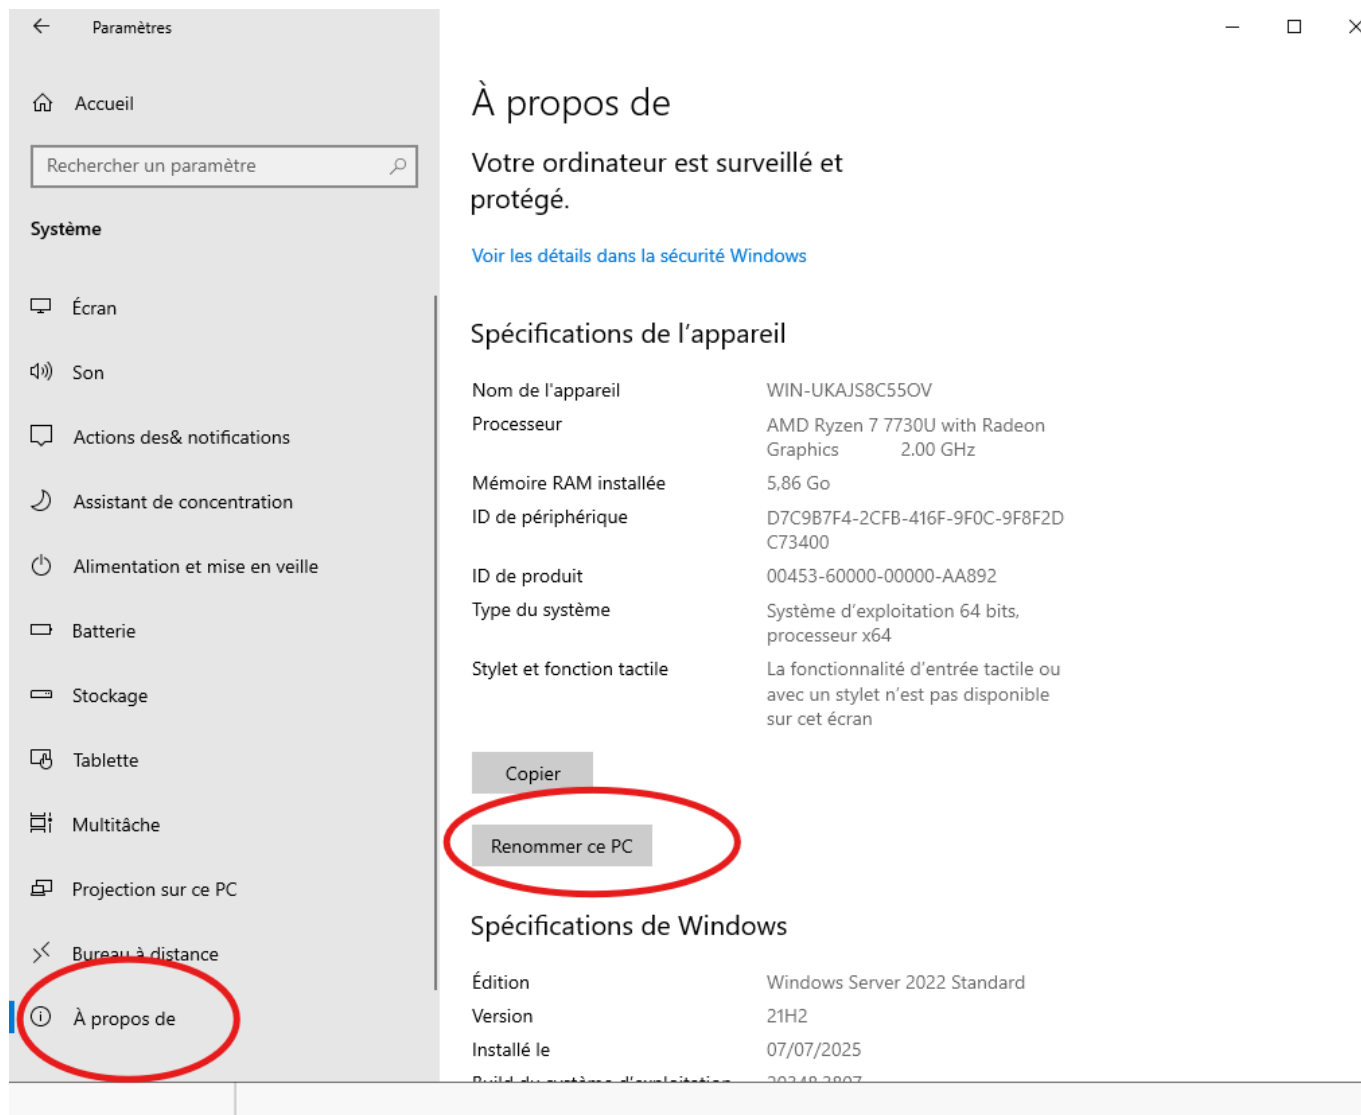 Paramètres
Accueil
Rechercher un paramètre
Système
Écran
Son
Actions des& notifications
Assistant de concentration
Alimentation et mise en veille
Batterie
Stockage
Tablette
Multitâche
Projection sur ce PC
Bureau à distance
À propos de
À propos de
Votre ordinateur est surveillé et
protégé.
Voir les détails dans la sécurité Windows
Spécifications de l’appareil
Nom de l'appareil WIN-UKAJS8C55OV
Processeur AMD Ryzen 7 7730U with Radeon
Graphics 2.00 GHz
Mémoire RAM installée 5,86 Go
ID de périphérique D7C9B7F4-2CFB-416F-9F0C-9F8F2D
C73400
ID de produit 00453-60000-00000-AA892
Type du système Système d’exploitation 64 bits,
processeur x64
Stylet et fonction tactile La fonctionnalité d’entrée tactile ou
avec un stylet n’est pas disponible
sur cet écran
Copier
Renommer ce PC
Spécifications de Windows
Édition Windows Server 2022 Standard
Version 21H2
Installé le 07/07/2025
Build du système d’exploitation 20348.3807